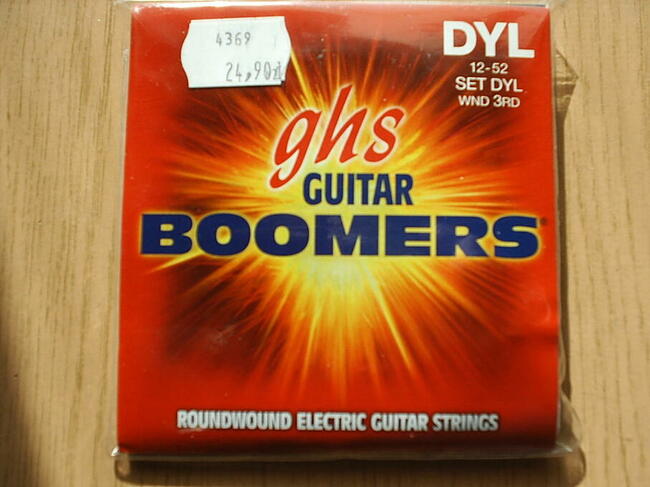 4369
24,90zł
DYL
12-52
SET DYL
WND 3RD
ghs
GUITAR
BOOMERS®
ROUNDWOUND ELECTRIC GUITAR STRINGS